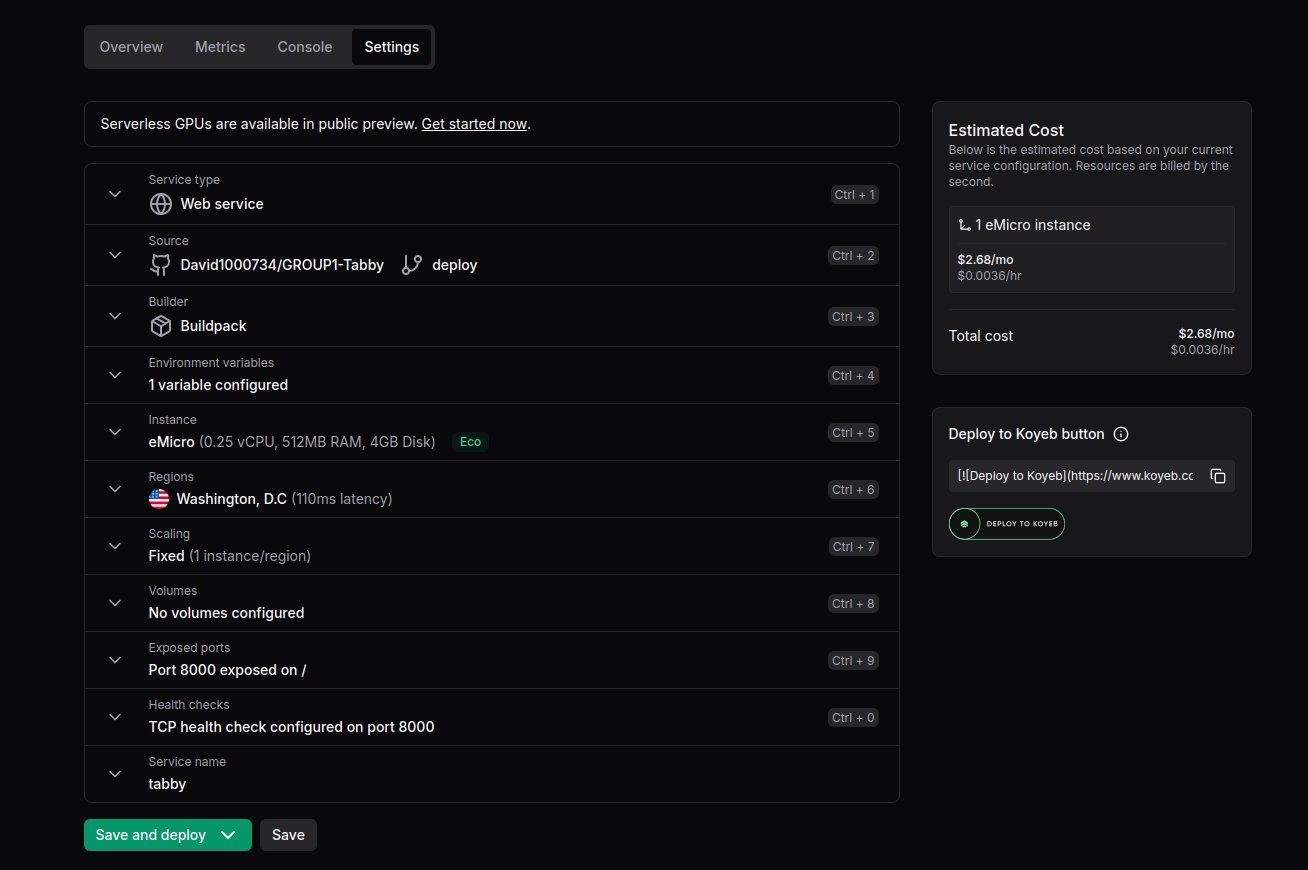 Overview Metrics Console Settings
Serverless GPUs are available in public preview. Get started now.
Service type
Web service
Ctrl + 1
Source
David1000734/GROUP1-Tabby deploy
Ctrl + 2
Builder
Buildpack
Ctrl + 3
Environment variables
1 variable configured
Ctrl + 4
Instance
eMicro (0.25 vCPU, 512MB RAM, 4GB Disk) Eco
Ctrl + 5
Regions
Washington, D.C (110ms latency)
Ctrl + 6
Scaling
Fixed (1 instance/region)
Ctrl + 7
Volumes
No volumes configured
Ctrl + 8
Exposed ports
Port 8000 exposed on /
Ctrl + 9
Health checks
TCP health check configured on port 8000
Ctrl + 0
Service name
tabby
Save and deploy Save
Estimated Cost
Below is the estimated cost based on your current
service configuration. Resources are billed by the
second.
1 eMicro instance
$2.68/mo
$0.0036/hr
Total cost $2.68/mo
$0.0036/hr
Deploy to Koyeb button
[![Deploy to Koyeb](https://www.koyeb.cc
DEPLOY TO KOYEB